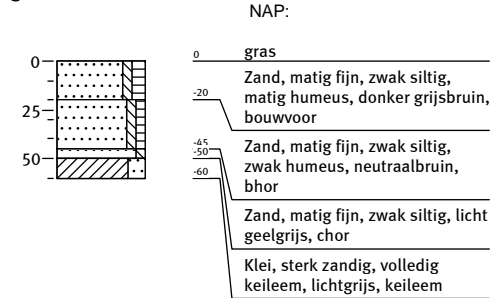 NAP:
0
25
50
0
gras
-20
Zand, matig fijn, zwak siltig,
matig humeus, donker grijsbruin,
bouwvoor
-45
Zand, matig fijn, zwak siltig,
zwak humeus, neutraalbruin,
bhor
-50
Zand, matig fijn, zwak siltig, licht
geelgrijs, chor
-60
Klei, sterk zandig, volledig
keileem, lichtgrijs, keileem